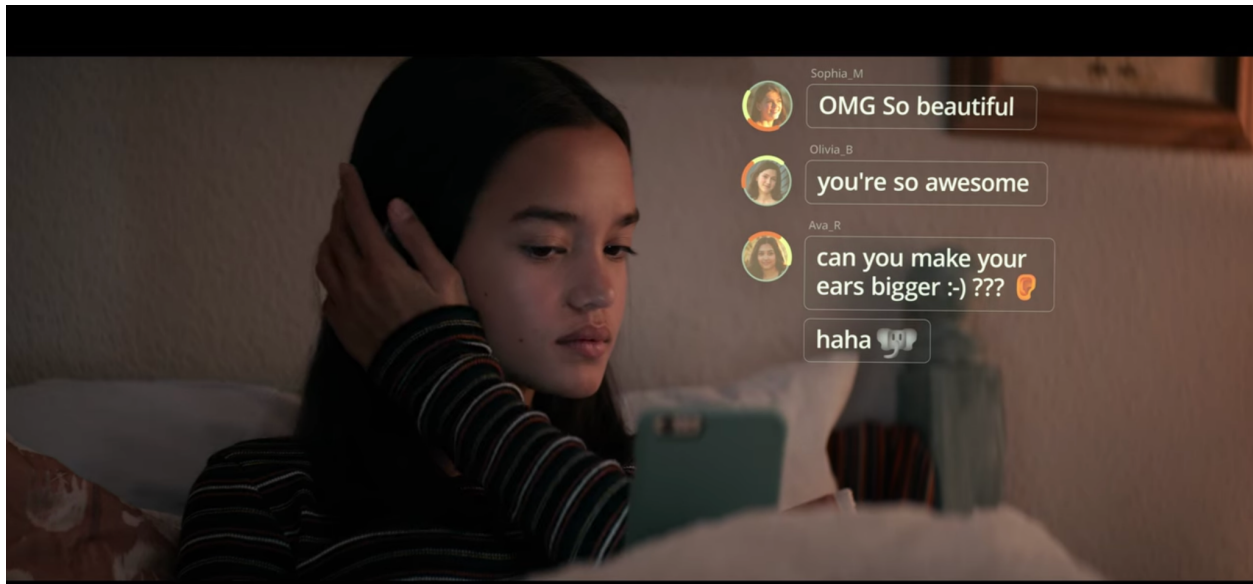 Sophia_M
OMG So beautiful
Olivia_B
you're so awesome
Ava_R
can you make your
ears bigger :-) ??? 👂
haha 🐘